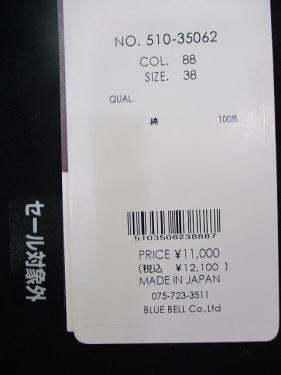 NO. 510-35062
COL. 88
SIZE. 38
QUAL.
綿 100%
5103506238887
PRICE ¥11,000
(税込 ¥12,100)
MADE IN JAPAN
075-723-3511
BLUE BELL Co.,Ltd
セール対象外